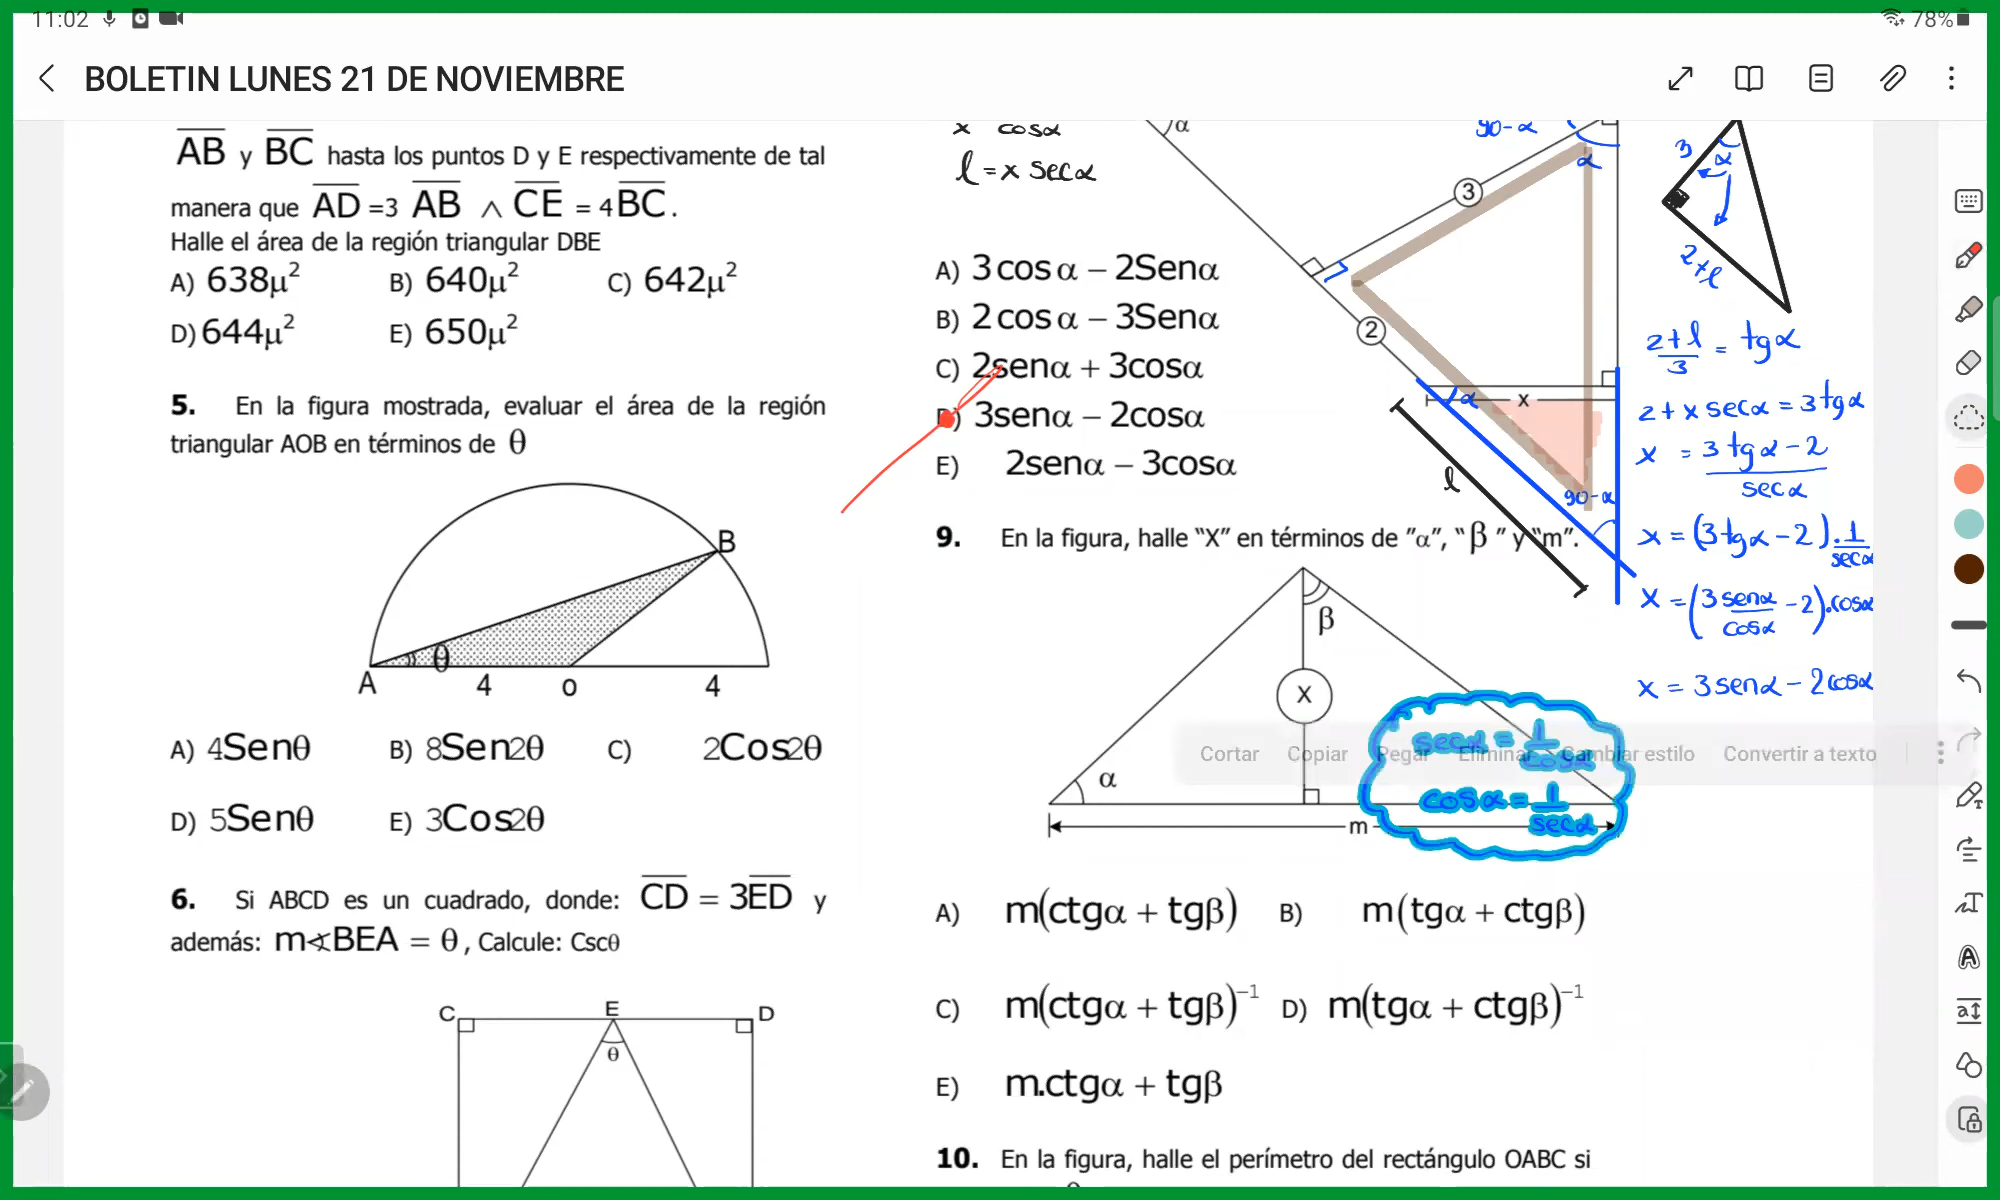 11:02
78%
BOLETIN LUNES 21 DE NOVIEMBRE
AB y BC hasta los puntos D y E respectivamente de tal
manera que AD =3 AB ∧ CE = 4BC.
Halle el área de la región triangular DBE
A) 638μ² B) 640μ² C) 642μ²
D) 644μ² E) 650μ²
5. En la figura mostrada, evaluar el área de la región
triangular AOB en términos de θ
B
θ
A 4 o 4
A) 4Senθ B) 8Sen2θ C) 2Cos2θ
D) 5Senθ E) 3Cos2θ
6. Si ABCD es un cuadrado, donde: CD = 3ED y
además: m∢BEA = θ, Calcule: Cscθ
C E D
θ
x cosα
l = x secα
α
90-α
α
3
2
x
α
l
90-α
A) 3cosα − 2Senα
B) 2cosα − 3Senα
C) 2senα + 3cosα
D) 3senα − 2cosα
E) 2senα − 3cosα
3
α
2+l
2+l/3 = tgα
2+x secα = 3tgα
x = 3tgα-2/secα
x = (3tgα-2).1/secα
x = (3senα/cosα -2).cosα
x = 3senα-2cosα
9. En la figura, halle “X” en términos de "α", “β” y “m”.
β
X
α
m
secα = 1/cosα
cosα = 1/secα
Cortar Copiar Pegar Eliminar Cambiar estilo Convertir a texto
A) m(ctgα + tgβ) B) m(tgα + ctgβ)
C) m(ctgα + tgβ)⁻¹ D) m(tgα + ctgβ)⁻¹
E) m.ctgα + tgβ
10. En la figura, halle el perímetro del rectángulo OABC si